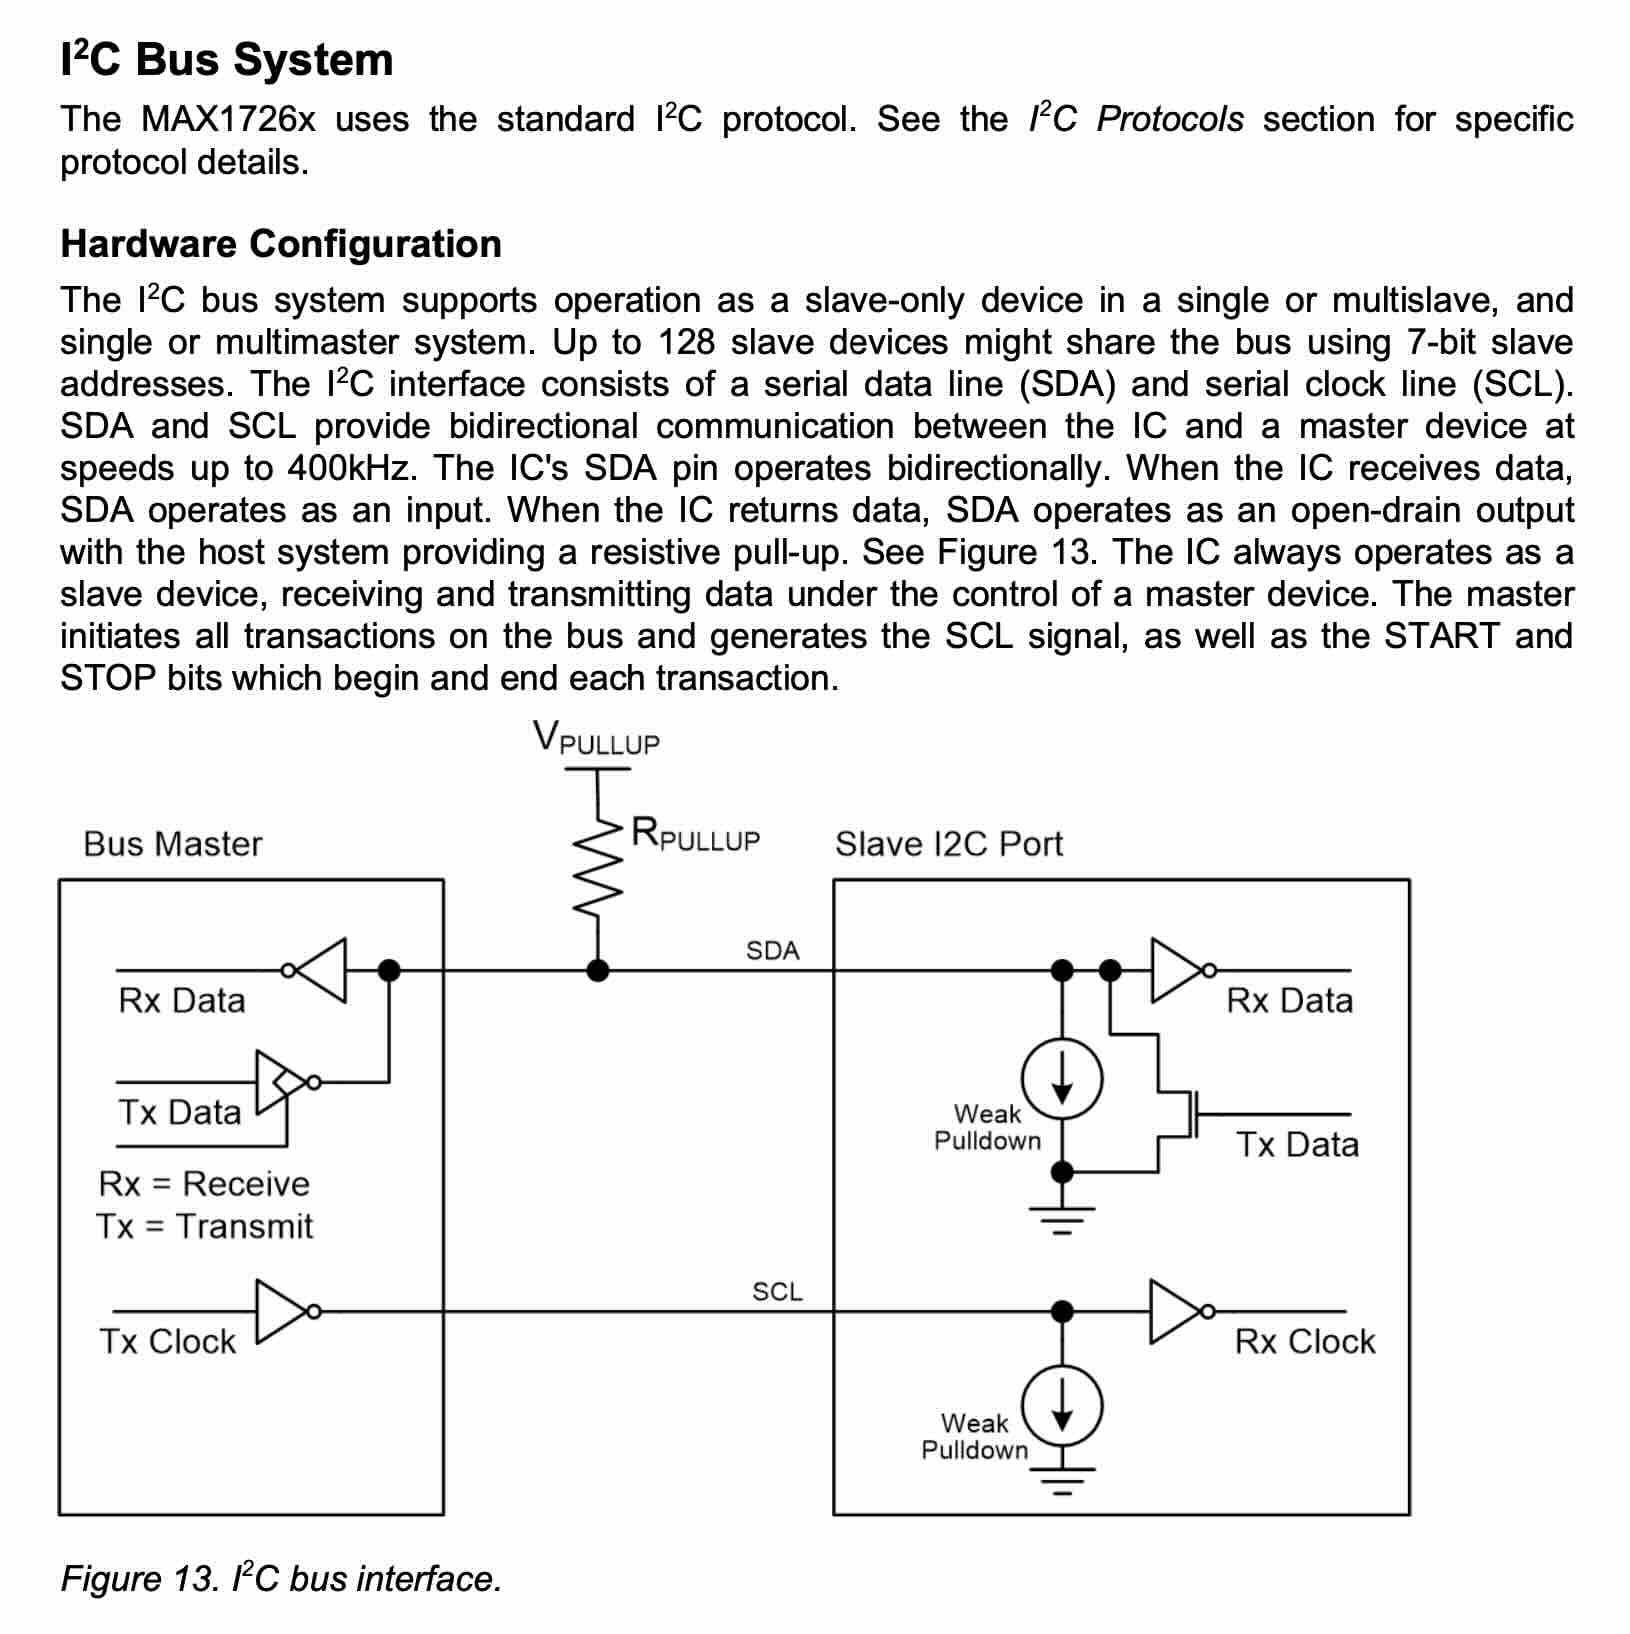 I²C Bus System
The MAX1726x uses the standard I²C protocol. See the I²C Protocols section for specific
protocol details.
Hardware Configuration
The I²C bus system supports operation as a slave-only device in a single or multislave, and
single or multimaster system. Up to 128 slave devices might share the bus using 7-bit slave
addresses. The I²C interface consists of a serial data line (SDA) and serial clock line (SCL).
SDA and SCL provide bidirectional communication between the IC and a master device at
speeds up to 400kHz. The IC's SDA pin operates bidirectionally. When the IC receives data,
SDA operates as an input. When the IC returns data, SDA operates as an open-drain output
with the host system providing a resistive pull-up. See Figure 13. The IC always operates as a
slave device, receiving and transmitting data under the control of a master device. The master
initiates all transactions on the bus and generates the SCL signal, as well as the START and
STOP bits which begin and end each transaction.
VPULLUP
RPULLUP
Bus Master
Slave I2C Port
SDA
Rx Data
Rx Data
Tx Data
Weak
Pulldown
Tx Data
Rx = Receive
Tx = Transmit
SCL
Tx Clock
Rx Clock
Weak
Pulldown
Figure 13. I²C bus interface.